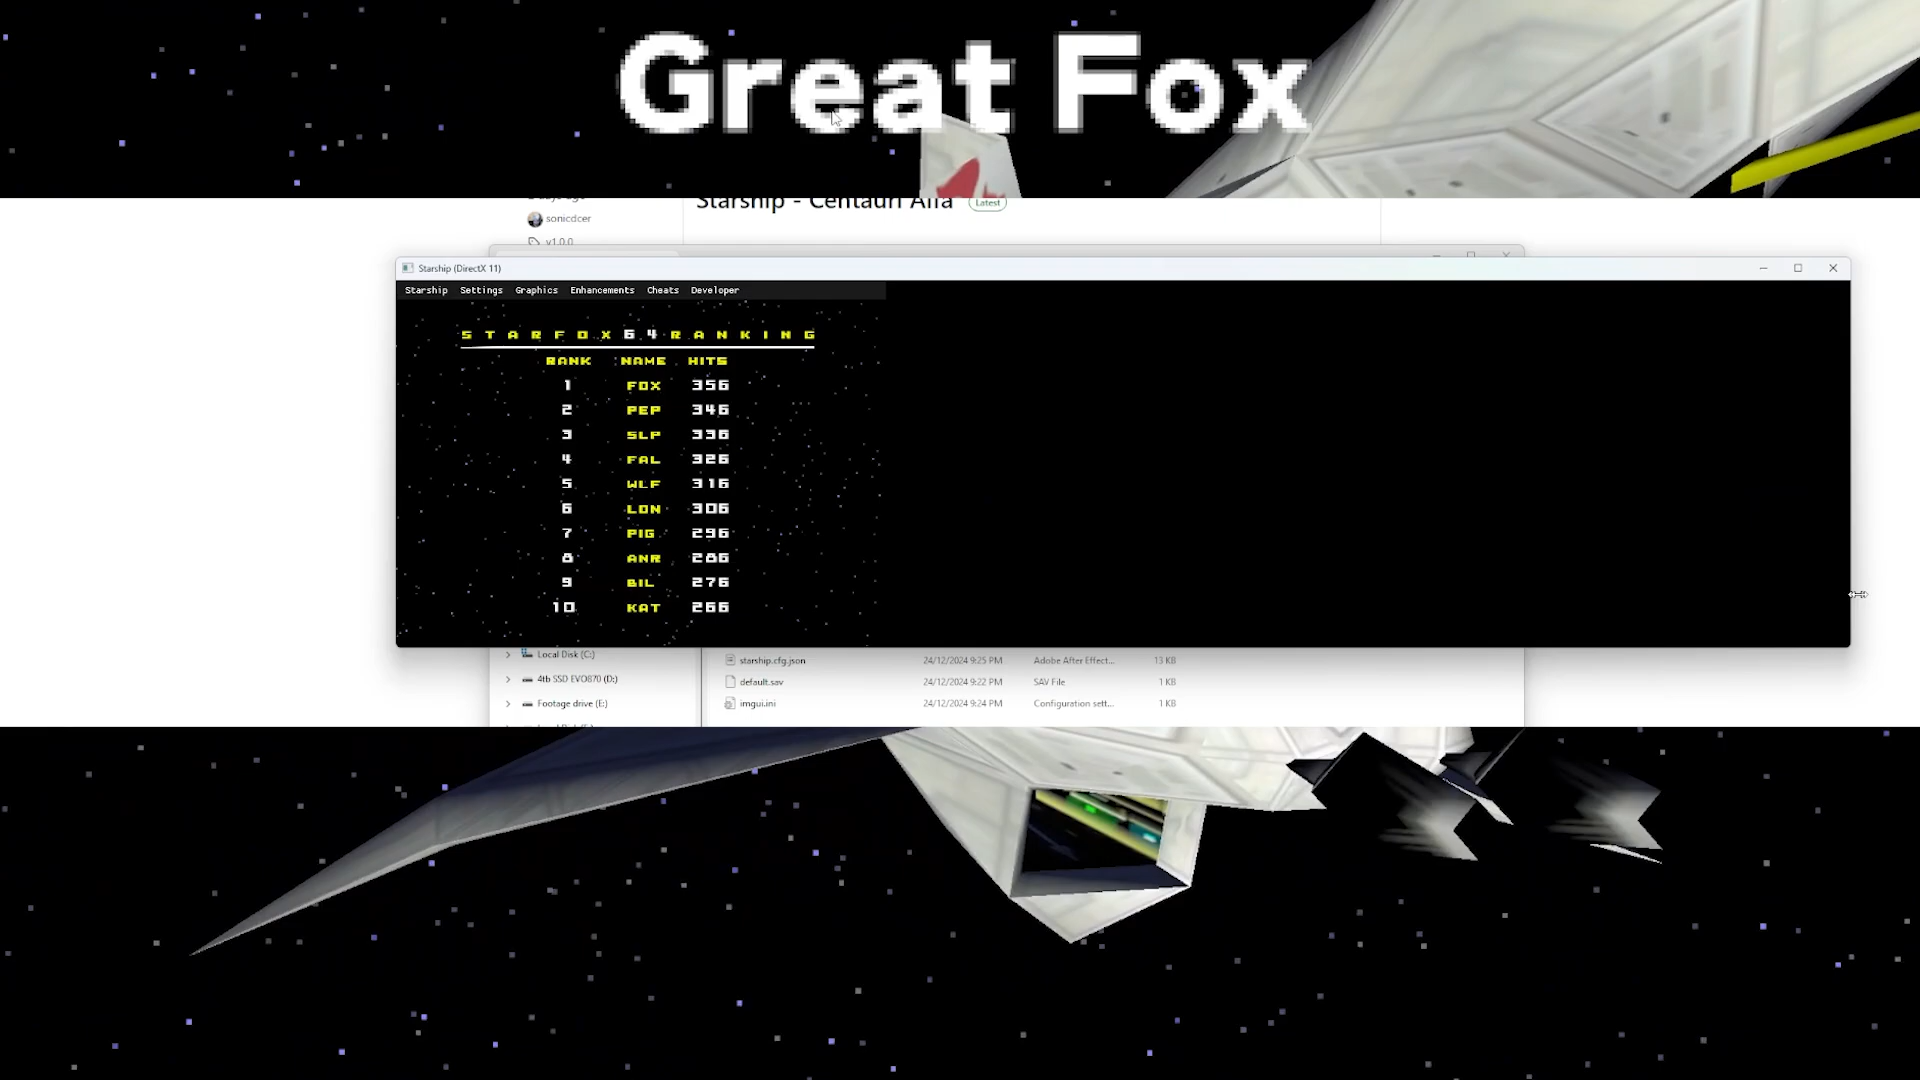 Great Fox
Starship - Centauri Alfa Latest
sonicdcer
v1.0.0
Starship (DirectX 11)
Starship Settings Graphics Enhancements Cheats Developer
STARFOX64RANKING
RANK NAME HITS
1 FOX 356
2 PEP 346
3 SLP 336
4 FAL 326
5 WLF 316
6 LON 306
7 PIG 296
8 ANR 286
9 BIL 276
10 KAT 266
Local Disk (C:)
starship.cfg.json 24/12/2024 9:25 PM Adobe After Effect... 13 KB
4tb SSD EVO870 (D:)
default.sav 24/12/2024 9:22 PM SAV File 1 KB
Footage drive (E:)
imgui.ini 24/12/2024 9:24 PM Configuration sett... 1 KB